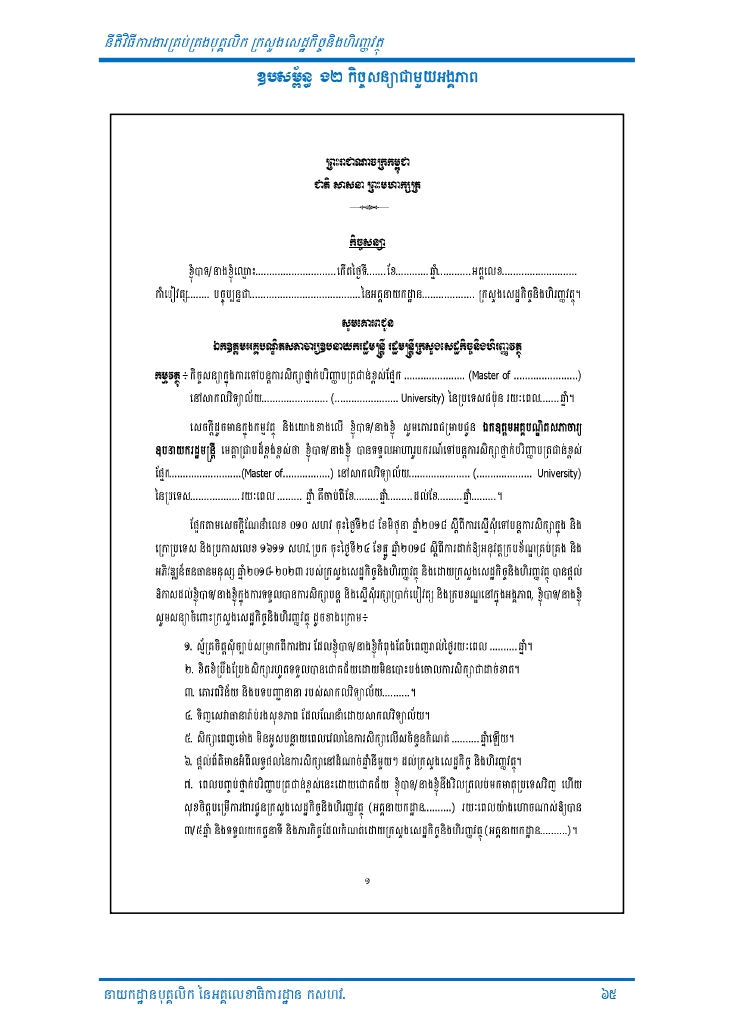 នីតិវិធីការងារគ្រប់គ្រងបុគ្គលិក ក្រសួងសេដ្ឋកិច្ចនិងហិរញ្ញវត្ថុ
ឧបសម្ព័ន្ធ ១២ កិច្ចសន្យាជាមួយអង្គភាព
ព្រះរាជាណាចក្រកម្ពុជា
ជាតិ សាសនា ព្រះមហាក្សត្រ
កិច្ចសន្យា
ខ្ញុំបាទ/នាងខ្ញុំឈ្មោះ.............................កើតថ្ងៃទី.......ខែ............ឆ្នាំ...........អត្តលេខ...........................
កាំបៀវត្ស........ បច្ចុប្បន្នជា........................................នៃអគ្គនាយកដ្ឋាន................... ក្រសួងសេដ្ឋកិច្ចនិងហិរញ្ញវត្ថុ។
សូមគោរពជូន
ឯកឧត្តមអគ្គបណ្ឌិតសភាចារ្យឧបនាយករដ្ឋមន្ត្រី រដ្ឋមន្ត្រីក្រសួងសេដ្ឋកិច្ចនិងហិរញ្ញវត្ថុ
កម្មវត្ថុ៖ កិច្ចសន្យាក្នុងការទៅបន្តការសិក្សាថ្នាក់បរិញ្ញាបត្រជាន់ខ្ពស់ផ្នែក ...................... (Master of .......................)
នៅសាកលវិទ្យាល័យ........................ (....................... University) នៃប្រទេសជប៉ុន រយៈពេល.......ឆ្នាំ។
សេចក្តីដូចមានក្នុងកម្មវត្ថុ និងយោងខាងលើ ខ្ញុំបាទ/នាងខ្ញុំ សូមគោរពជម្រាបជូន ឯកឧត្តមអគ្គបណ្ឌិតសភាចារ្យ
ឧបនាយករដ្ឋមន្ត្រី មេត្តាជ្រាបដ៏ខ្ពង់ខ្ពស់ថា ខ្ញុំបាទ/នាងខ្ញុំ បានទទួលអាហារូបករណ៍ទៅបន្តការសិក្សាថ្នាក់បរិញ្ញាបត្រជាន់ខ្ពស់
ផ្នែក..........................(Master of.................) នៅសាកលវិទ្យាល័យ...................... (.................... University)
នៃប្រទេស.................. រយៈពេល ......... ឆ្នាំ គឺចាប់ពីខែ.........ឆ្នាំ.........ដល់ខែ.........ឆ្នាំ.........។
ផ្អែកតាមសេចក្តីណែនាំលេខ ០១០ សហវ ចុះថ្ងៃទី២៨ ខែមិថុនា ឆ្នាំ២០១៨ ស្តីពីការស្នើសុំទៅបន្តការសិក្សាក្នុង និង
ក្រៅប្រទេស និងប្រកាសលេខ ១៦១១ សហវ.ប្រក ចុះថ្ងៃទី២៤ ខែធ្នូ ឆ្នាំ២០១៨ ស្តីពីការដាក់ឱ្យអនុវត្តក្របខ័ណ្ឌគ្រប់គ្រង និង
អភិវឌ្ឍន៍ធនធានមនុស្ស ឆ្នាំ២០១៨-២០២៣ របស់ក្រសួងសេដ្ឋកិច្ចនិងហិរញ្ញវត្ថុ និងដោយក្រសួងសេដ្ឋកិច្ចនិងហិរញ្ញវត្ថុ បានផ្តល់
ឱកាសដល់ខ្ញុំបាទ/នាងខ្ញុំក្នុងការទទួលបានការសិក្សាបន្ត និងស្នើសុំរក្សាប្រាក់បៀវត្ស និងក្របខណ្ឌនៅក្នុងអង្គភាព, ខ្ញុំបាទ/នាងខ្ញុំ
សូមសន្យាចំពោះក្រសួងសេដ្ឋកិច្ចនិងហិរញ្ញវត្ថុ ដូចខាងក្រោម៖
១. ស្ម័គ្រចិត្តសុំច្បាប់សម្រាកពីការងារ ដែលខ្ញុំបាទ/នាងខ្ញុំកំពុងតែបំពេញរាល់ថ្ងៃរយៈពេល ..........ឆ្នាំ។
២. ខិតខំប្រឹងប្រែងសិក្សារហូតទទួលបានជោគជ័យដោយមិនបោះបង់ចោលការសិក្សាជាដាច់ខាត។
៣. គោរពវិន័យ និងបទបញ្ជានានា របស់សាកលវិទ្យាល័យ..........។
៤. ទិញសេវាធានារ៉ាប់រងសុខភាព ដែលណែនាំដោយសាកលវិទ្យាល័យ។
៥. សិក្សាពេញម៉ោង មិនអូសបន្លាយពេលវេលានៃការសិក្សាលើសចំនួនកំណត់ ..........ឆ្នាំឡើយ។
៦. ផ្តល់ព័ត៌មានអំពីលទ្ធផលនៃការសិក្សានៅដំណាច់ឆ្នាំនីមួយៗ ដល់ក្រសួងសេដ្ឋកិច្ច និងហិរញ្ញវត្ថុ។
៧. ពេលបញ្ចប់ថ្នាក់បរិញ្ញាបត្រជាន់ខ្ពស់នេះដោយជោគជ័យ ខ្ញុំបាទ/នាងខ្ញុំនឹងវិលត្រលប់មកមាតុប្រទេសវិញ ហើយ
សុខចិត្តបម្រើការងារជូនក្រសួងសេដ្ឋកិច្ចនិងហិរញ្ញវត្ថុ (អគ្គនាយកដ្ឋាន..........) រយៈពេលយ៉ាងហោចណាស់ឱ្យបាន
៣/៥ឆ្នាំ និងទទួលយកតួនាទី និងភារកិច្ចដែលកំណត់ដោយក្រសួងសេដ្ឋកិច្ចនិងហិរញ្ញវត្ថុ (អគ្គនាយកដ្ឋាន..........)។
១
នាយកដ្ឋានបុគ្គលិក នៃអគ្គលេខាធិការដ្ឋាន កសហវ. ៦៥